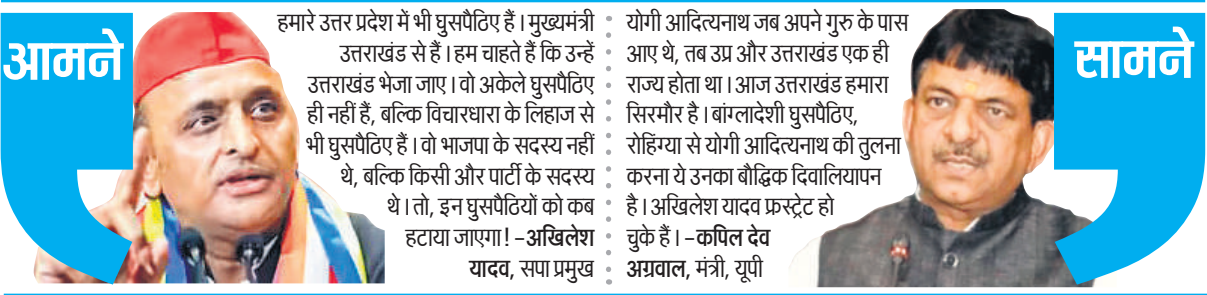 आमने
हमारे उत्तर प्रदेश में भी घुसपैठिए हैं। मुख्यमंत्री
उत्तराखंड से हैं। हम चाहते हैं कि उन्हें
उत्तराखंड भेजा जाए। वो अकेले घुसपैठिए
ही नहीं हैं, बल्कि विचारधारा के लिहाज से
भी घुसपैठिए हैं। वो भाजपा के सदस्य नहीं
थे, बल्कि किसी और पार्टी के सदस्य
थे। तो, इन घुसपैठियों को कब
हटाया जाएगा! -अखिलेश
यादव, सपा प्रमुख
योगी आदित्यनाथ जब अपने गुरु के पास
आए थे, तब उप्र और उत्तराखंड एक ही
राज्य होता था। आज उत्तराखंड हमारा
सिरमौर है। बांग्लादेशी घुसपैठिए,
रोहिंग्या से योगी आदित्यनाथ की तुलना
करना ये उनका बौद्धिक दिवालियापन
है। अखिलेश यादव फ्रस्ट्रेट हो
चुके हैं। -कपिल देव
अग्रवाल, मंत्री, यूपी
सामने